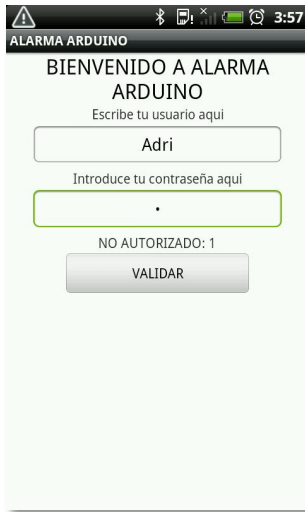 3:57
ALARMA ARDUINO
BIENVENIDO A ALARMA
ARDUINO
Escribe tu usuario aqui
Adri
Introduce tu contraseña aqui
•
NO AUTORIZADO: 1
VALIDAR